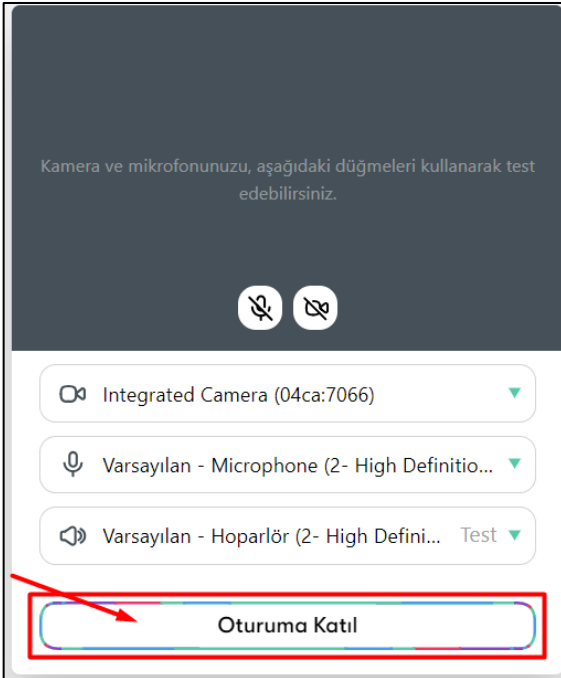 Kamera ve mikrofonunuzu, aşağıdaki düğmeleri kullanarak test
edebilirsiniz.
Integrated Camera (04ca:7066)
Varsayılan - Microphone (2- High Definitio...
Varsayılan - Hoparlör (2- High Defini... Test
Oturuma Katıl